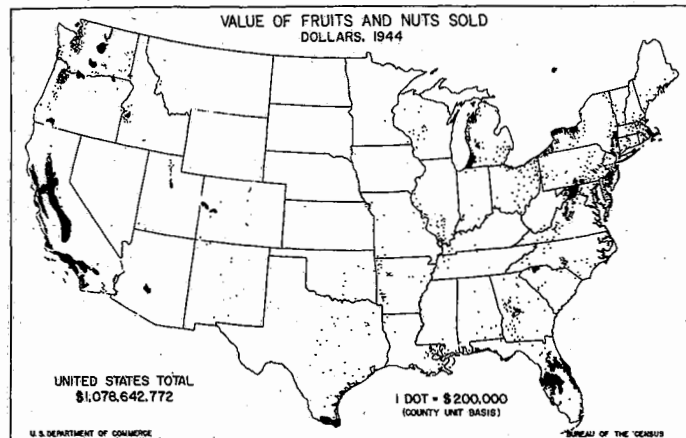 VALUE OF FRUITS AND NUTS SOLD
DOLLARS, 1944
UNITED STATES TOTAL
$1,078,642,772
1 DOT = $200,000
(COUNTY UNIT BASIS)
U.S. DEPARTMENT OF COMMERCE
BUREAU OF THE CENSUS